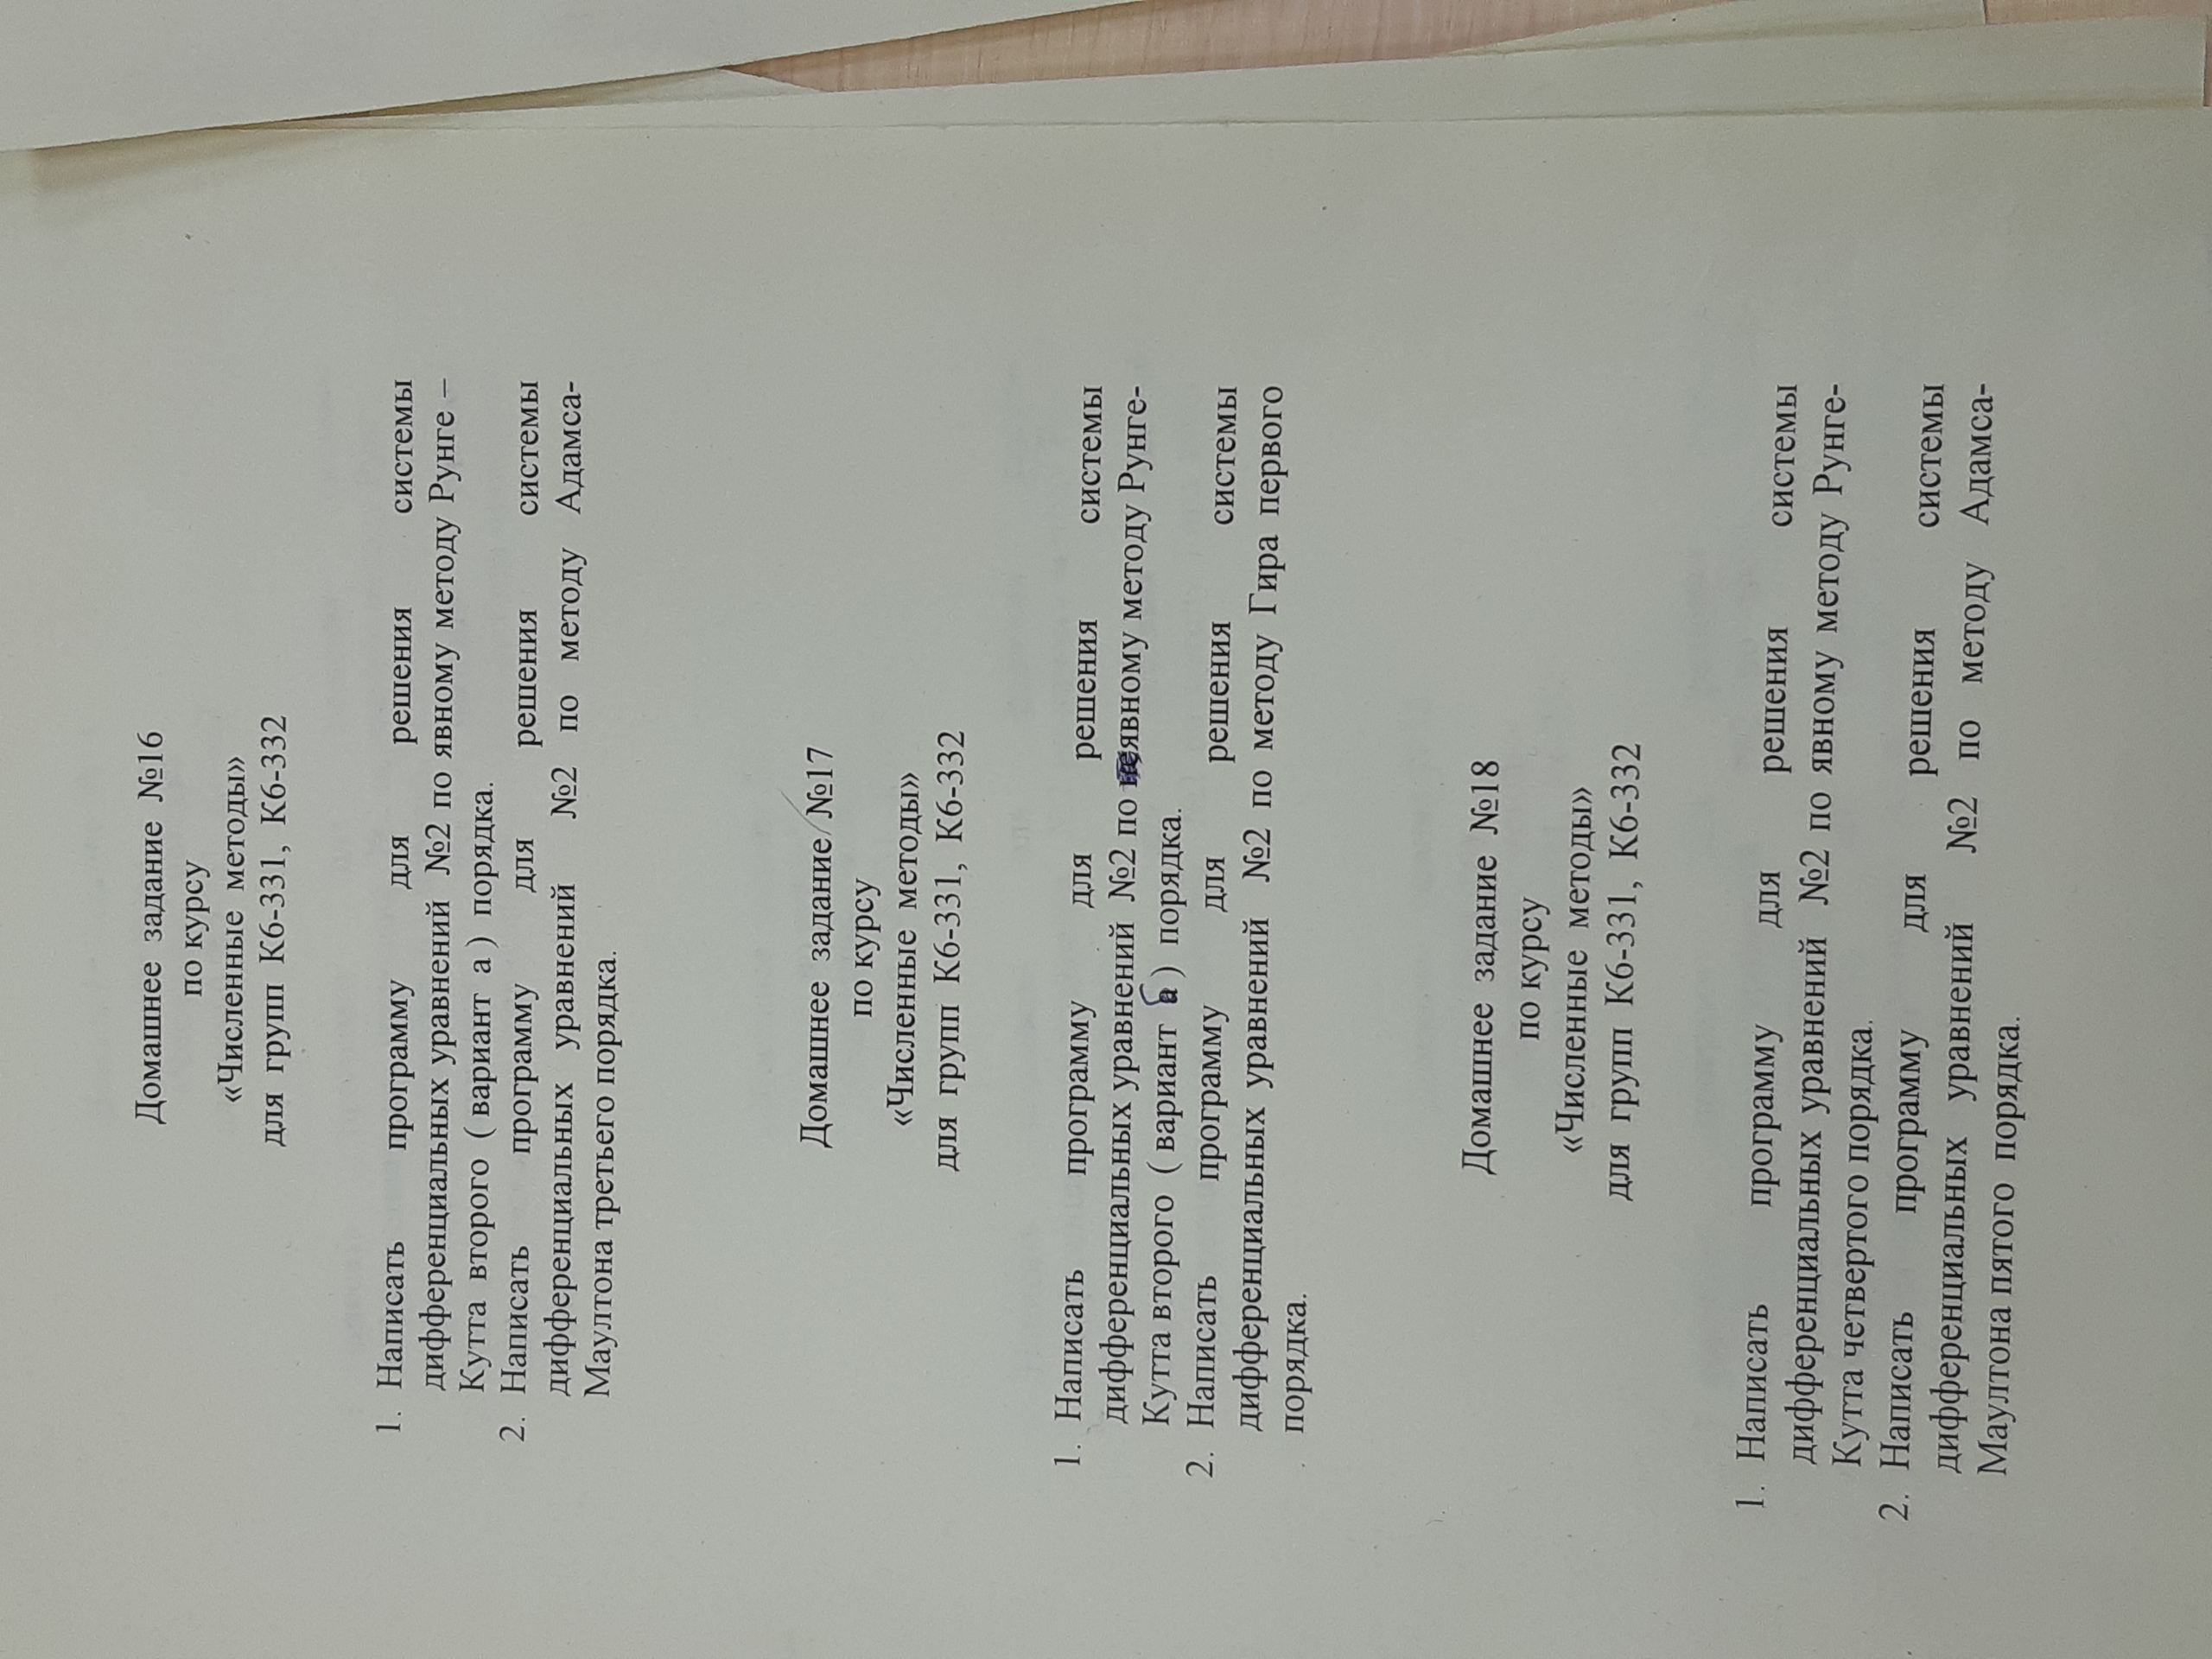 Домашнее задание №16
по курсу
«Численные методы»
для групп К6-331, К6-332
1. Написать программу для решения системы
дифференциальных уравнений №2 по явному методу Рунге –
Кутта второго ( вариант а ) порядка.
2. Написать программу для решения системы
дифференциальных уравнений №2 по методу Адамса-
Маултона третьего порядка.
Домашнее задание №17
по курсу
«Численные методы»
для групп К6-331, К6-332
1. Написать программу для решения системы
дифференциальных уравнений №2 по явному методу Рунге-
Кутта второго ( вариант б ) порядка.
2. Написать программу для решения системы
дифференциальных уравнений №2 по методу Гира первого
порядка.
Домашнее задание №18
по курсу
«Численные методы»
для групп К6-331, К6-332
1. Написать программу для решения системы
дифференциальных уравнений №2 по явному методу Рунге-
Кутта четвертого порядка.
2. Написать программу для решения системы
дифференциальных уравнений №2 по методу Адамса-
Маултона пятого порядка.